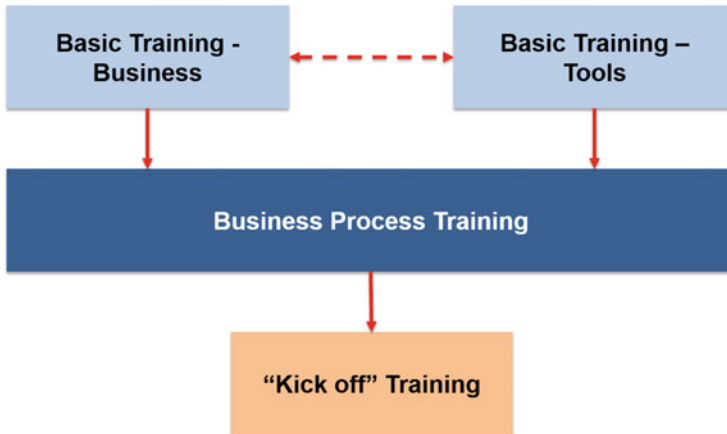 Basic Training -
Business
Basic Training –
Tools
Business Process Training
“Kick off” Training